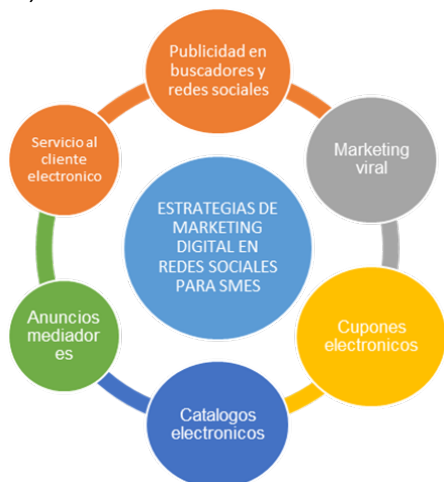 Publicidad en
buscadores y
redes sociales
Servicio al
cliente
electronico
Marketing
viral
ESTRATEGIAS DE
MARKETING
DIGITAL EN
REDES SOCIALES
PARA SMES
Anuncios
mediador
es
Cupones
electronicos
Catalogos
electronicos